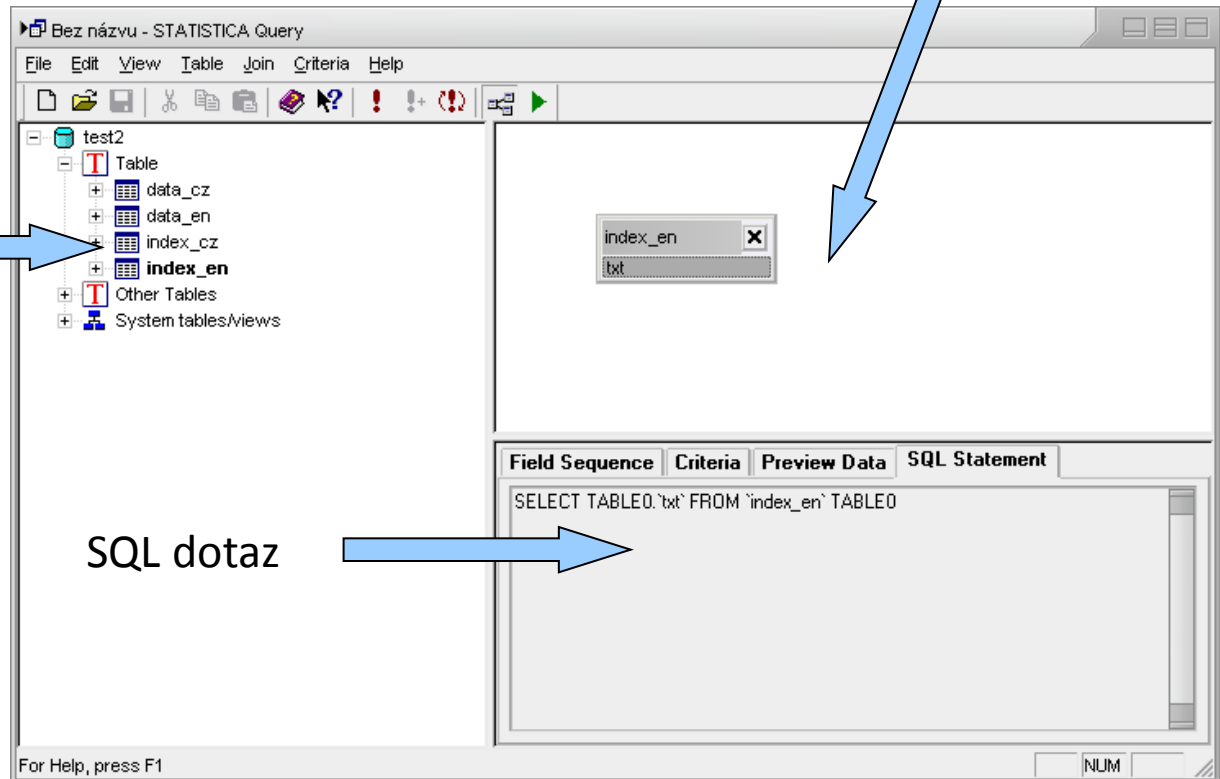 Bez názvu - STATISTICA Query
File Edit View Table Join Criteria Help
test2
Table
data_cz
data_en
index_cz
index_en
Other Tables
System tables/views
index_en
txt
Field Sequence Criteria Preview Data SQL Statement
SELECT TABLE0.`txt` FROM `index_en` TABLE0
SQL dotaz
For Help, press F1 NUM